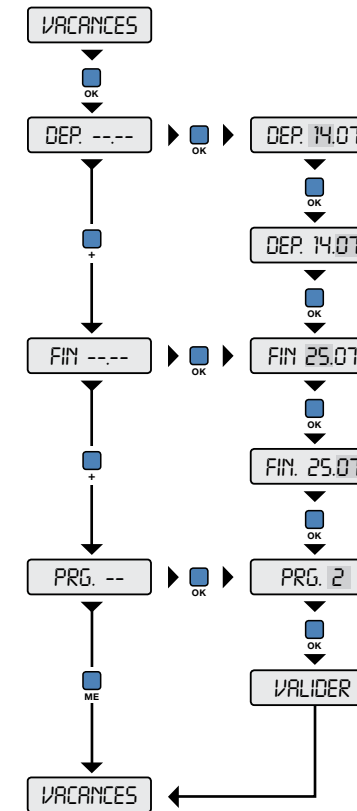 VACANCES
OK
DEP. --.-- OK DEP. 14.07
OK
+ DEP. 14.07
OK
FIN --.-- OK FIN 25.07
OK
+ FIN. 25.07
OK
PRG. -- OK PRG. 2
OK
ME VALIDER
VACANCES